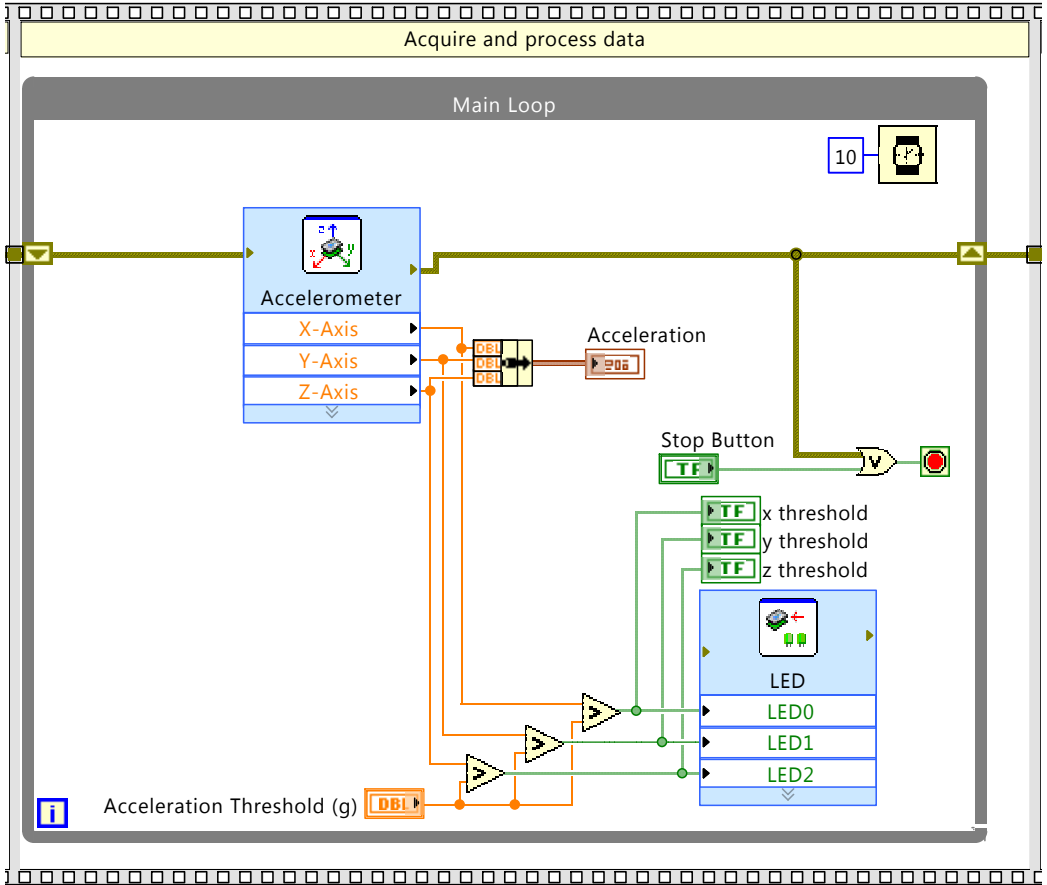 Acquire and process data
Main Loop
10
z
x y
Accelerometer
X-Axis
Y-Axis
Z-Axis
DBL
DBL
DBL
Acceleration
Stop Button
TF
V
TF x threshold
TF y threshold
TF z threshold
LED
LED0
LED1
LED2
>
>
>
Acceleration Threshold (g) DBL
i